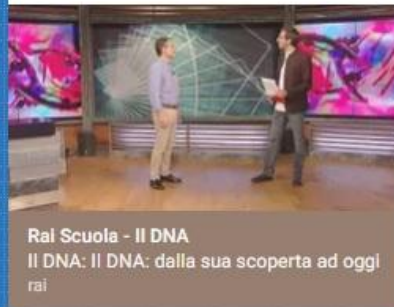 Rai Scuola - Il DNA
Il DNA: Il DNA: dalla sua scoperta ad oggi
rai